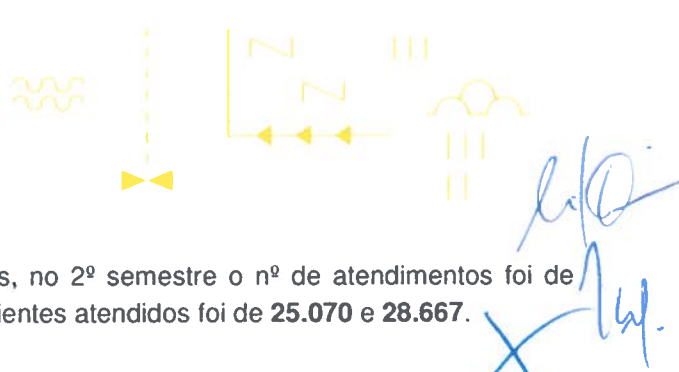 s, no 2º semestre o nº de atendimentos foi de
ientes atendidos foi de 25.070 e 28.667.